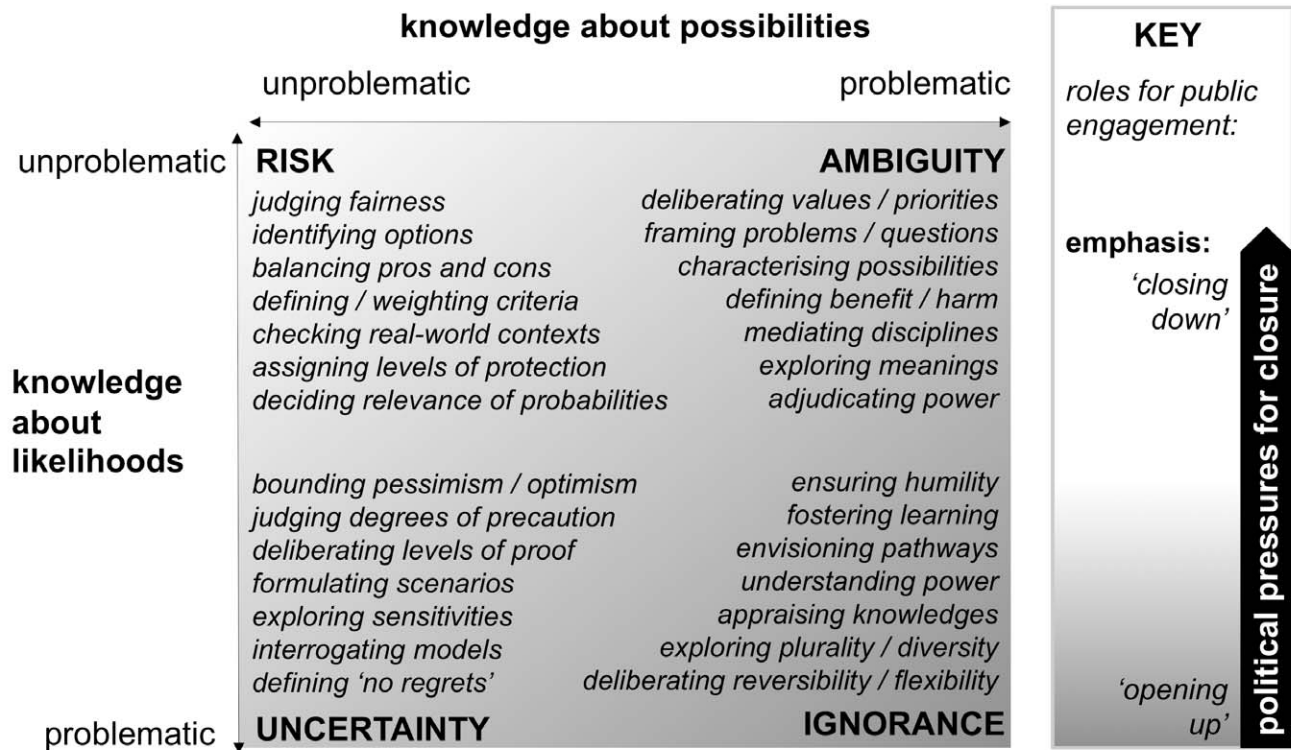 knowledge about possibilities
unproblematic
problematic
unproblematic
problematic
knowledge
about
likelihoods
RISK
judging fairness
identifying options
balancing pros and cons
defining / weighting criteria
checking real-world contexts
assigning levels of protection
deciding relevance of probabilities
AMBIGUITY
deliberating values / priorities
framing problems / questions
characterising possibilities
defining benefit / harm
mediating disciplines
exploring meanings
adjudicating power
bounding pessimism / optimism
judging degrees of precaution
deliberating levels of proof
formulating scenarios
exploring sensitivities
interrogating models
defining ‘no regrets’
UNCERTAINTY
ensuring humility
fostering learning
envisioning pathways
understanding power
appraising knowledges
exploring plurality / diversity
deliberating reversibility / flexibility
IGNORANCE
KEY
roles for public
engagement:
emphasis:
‘closing
down’
‘opening
up’
political pressures for closure